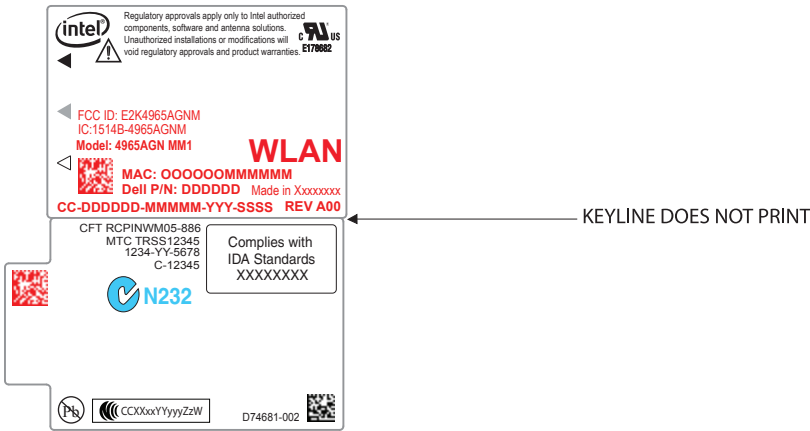 intel®
Regulatory approvals apply only to Intel authorized
components, software and antenna solutions.
Unauthorized installations or modifications will
void regulatory approvals and product warranties.
C US
E178682
FCC ID: E2K4965AGNM
IC:1514B-4965AGNM
Model: 4965AGN MM1
WLAN
MAC: OOOOOOMMMMMM
Dell P/N: DDDDDD Made in Xxxxxxxx
CC-DDDDDD-MMMMM-YYY-SSSS REV A00
KEYLINE DOES NOT PRINT
CFT RCPINWM05-886
MTC TRSS12345
1234-YY-5678
C-12345
Complies with
IDA Standards
XXXXXXXX
N232
Pb
CCXXxxYYyyyZzW
D74681-002